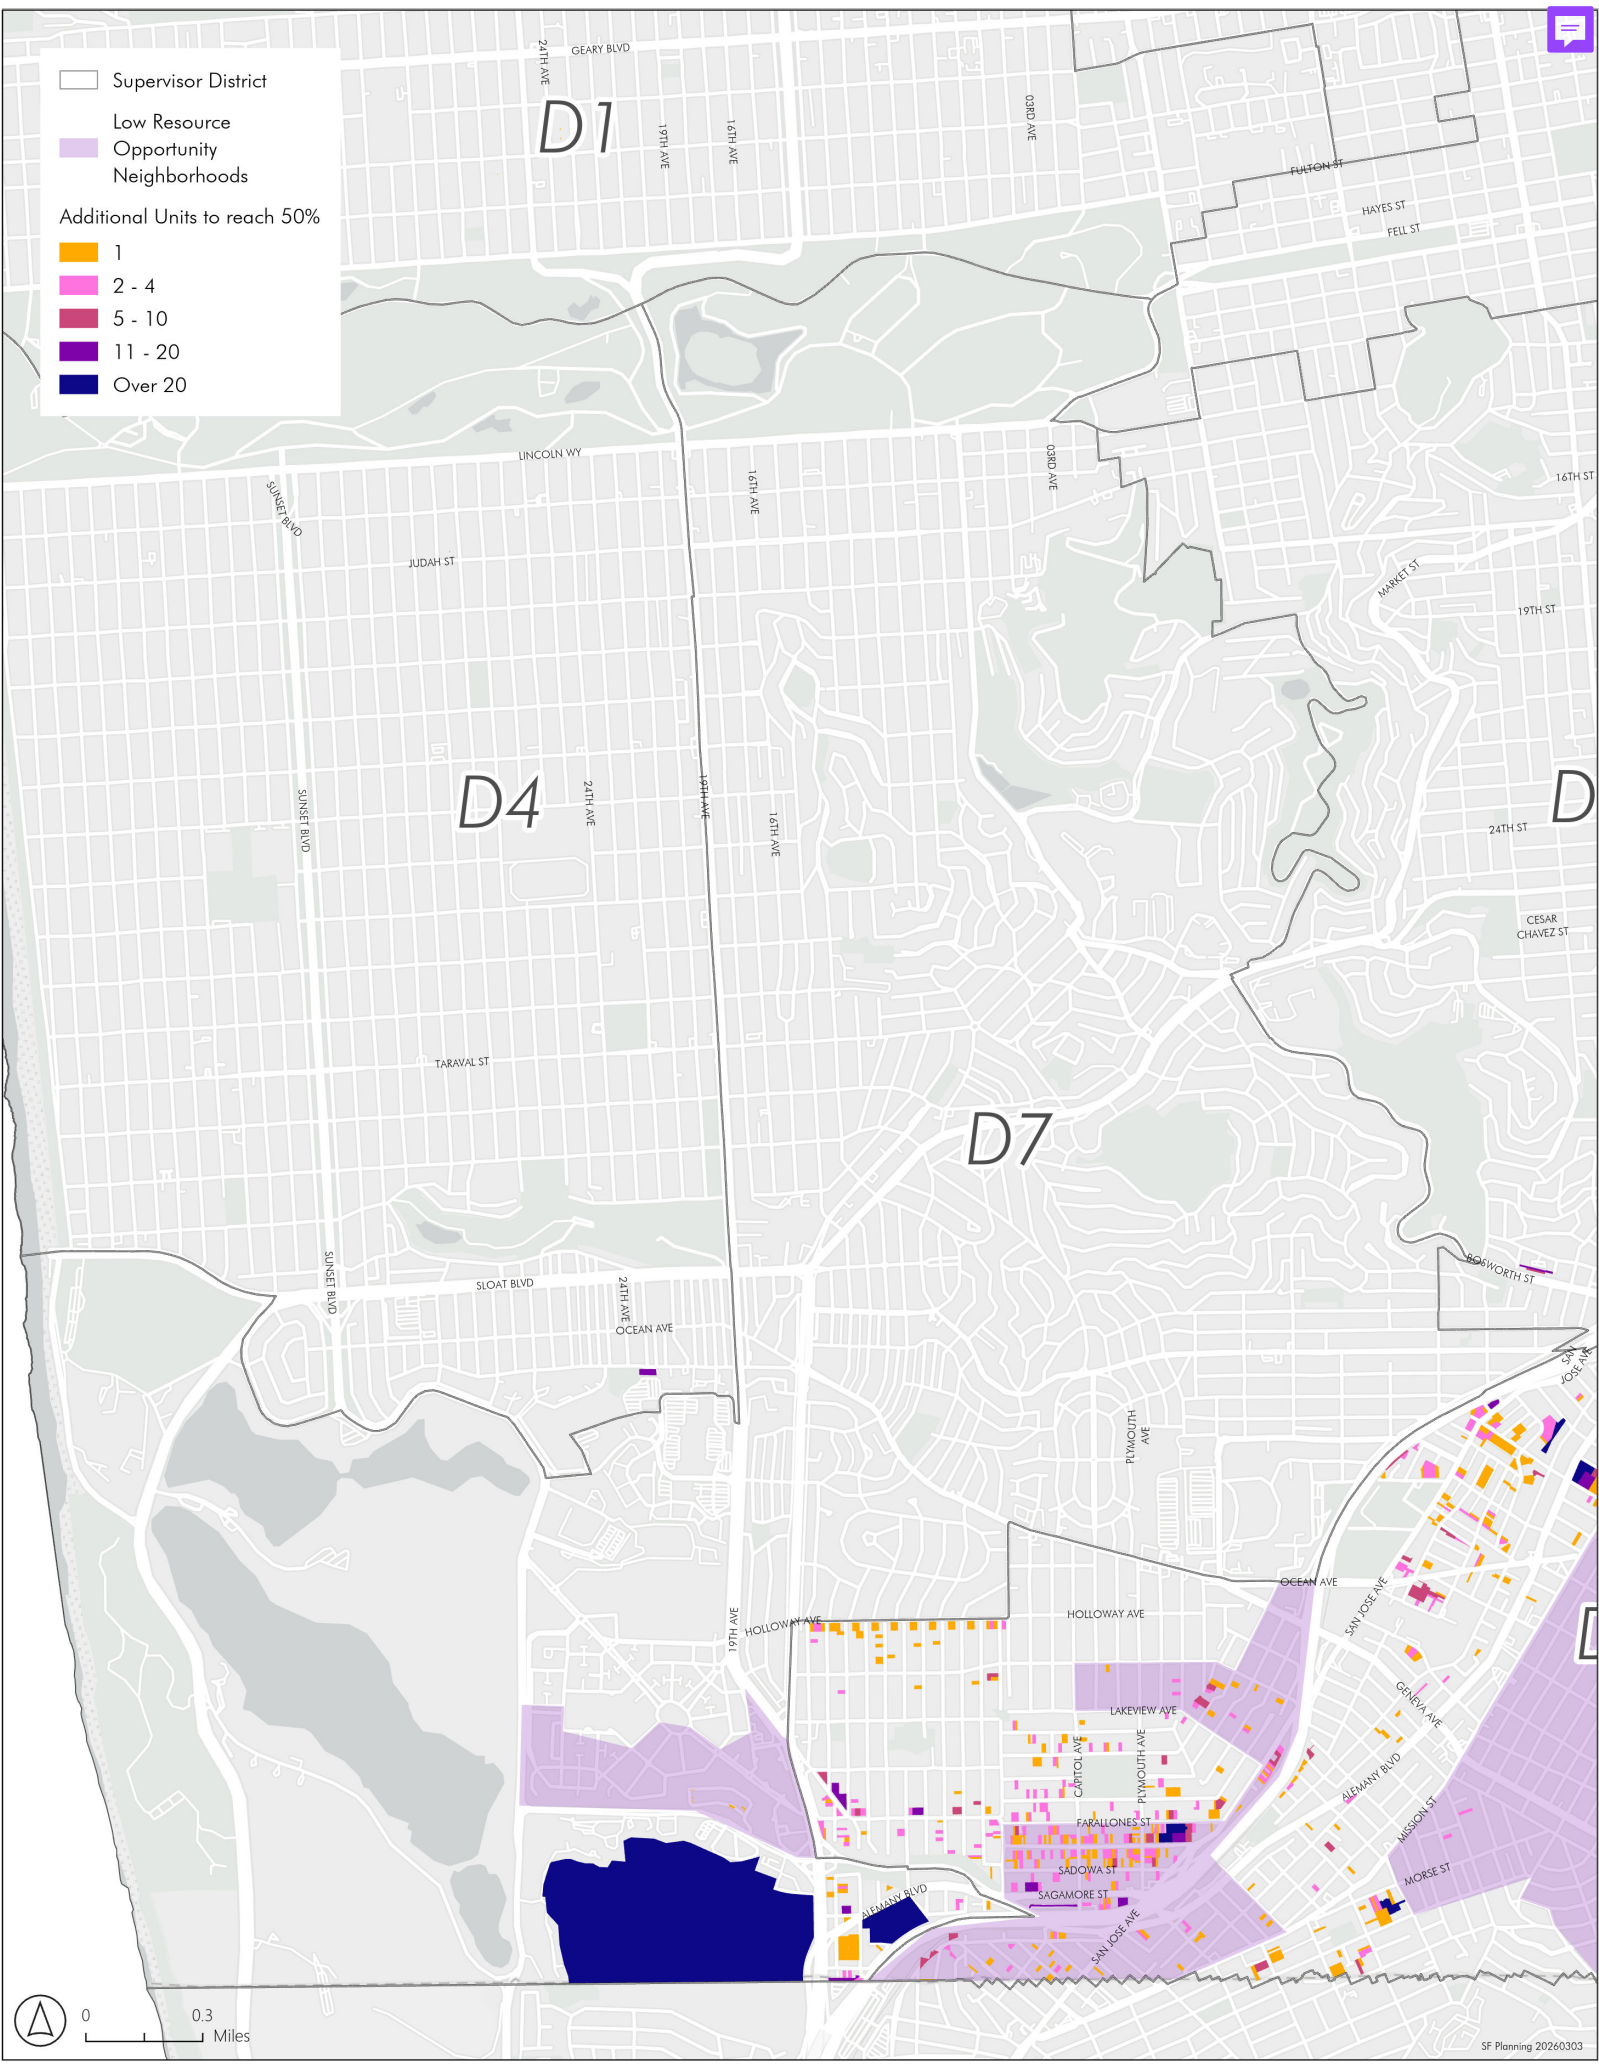 Supervisor District
Low Resource
Opportunity
Neighborhoods
Additional Units to reach 50%
1
2 - 4
5 - 10
11 - 20
Over 20
24TH AVE
GEARY BLVD
D1
19TH AVE
16TH AVE
03RD AVE
FULTON ST
HAYES ST
FELL ST
LINCOLN WY
SUNSET BLVD
16TH AVE
03RD AVE
16TH ST
JUDAH ST
MARKET ST
19TH ST
D4
SUNSET BLVD
24TH AVE
19TH AVE
16TH AVE
D
24TH ST
CESAR
CHAVEZ ST
TARAVAL ST
D7
SUNSET BLVD
SLOAT BLVD
24TH AVE
OCEAN AVE
BOSWORTH ST
SAN
JOSE AVE
PLYMOUTH
AVE
OCEAN AVE
19TH AVE
HOLLOWAY AVE
HOLLOWAY AVE
SAN JOSE AVE
D
GENEVA AVE
LAKEVIEW AVE
CAPITOL AVE
PLYMOUTH AVE
ALEMANY BLVD
FARALLONES ST
MISSION ST
SADOWA ST
MORSE ST
SAGAMORE ST
ALEMANY BLVD
SAN JOSE AVE
0
0.3
Miles
SF Planning 20260303